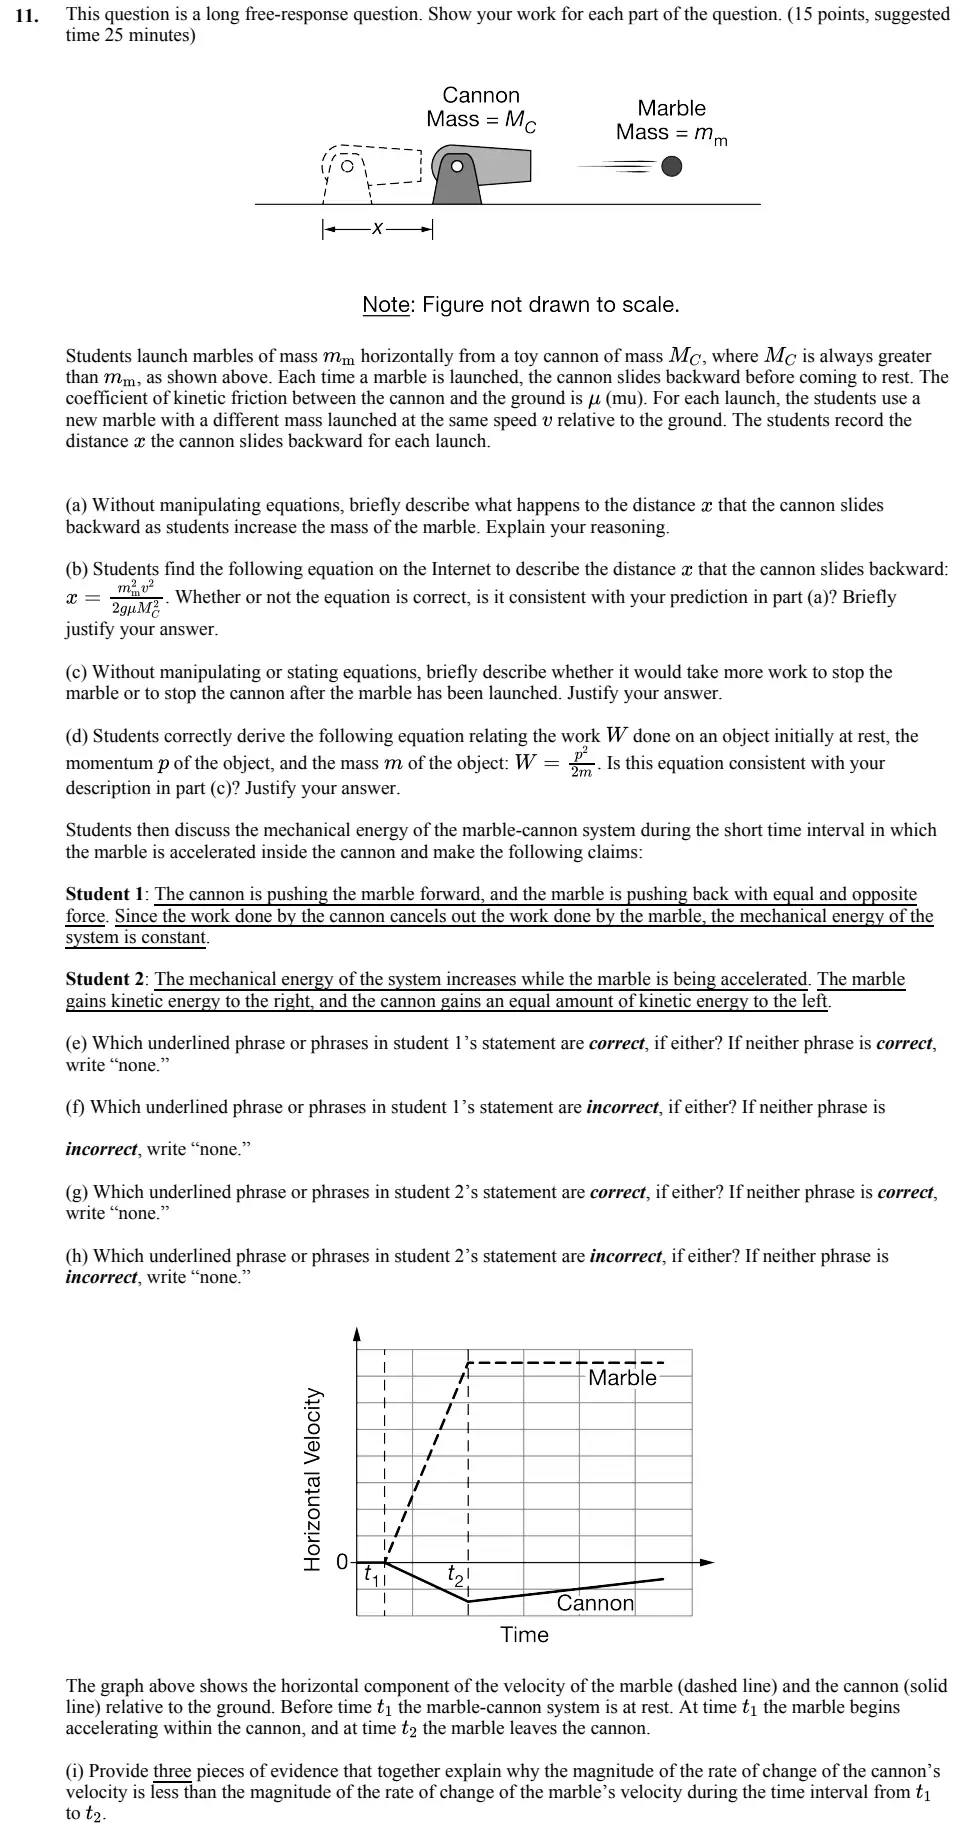 11. This question is a long free-response question. Show your work for each part of the question. (15 points, suggested
time 25 minutes)
Cannon
Mass = M_C
Marble
Mass = m_m
x
Note: Figure not drawn to scale.
Students launch marbles of mass m_m horizontally from a toy cannon of mass M_C, where M_C is always greater
than m_m, as shown above. Each time a marble is launched, the cannon slides backward before coming to rest. The
coefficient of kinetic friction between the cannon and the ground is μ (mu). For each launch, the students use a
new marble with a different mass launched at the same speed v relative to the ground. The students record the
distance x the cannon slides backward for each launch.
(a) Without manipulating equations, briefly describe what happens to the distance x that the cannon slides
backward as students increase the mass of the marble. Explain your reasoning.
(b) Students find the following equation on the Internet to describe the distance x that the cannon slides backward:
x = m_m^2 v^2 / 2gμM_C^2. Whether or not the equation is correct, is it consistent with your prediction in part (a)? Briefly
justify your answer.
(c) Without manipulating or stating equations, briefly describe whether it would take more work to stop the
marble or to stop the cannon after the marble has been launched. Justify your answer.
(d) Students correctly derive the following equation relating the work W done on an object initially at rest, the
momentum p of the object, and the mass m of the object: W = p^2 / 2m. Is this equation consistent with your
description in part (c)? Justify your answer.
Students then discuss the mechanical energy of the marble-cannon system during the short time interval in which
the marble is accelerated inside the cannon and make the following claims:
Student 1: The cannon is pushing the marble forward, and the marble is pushing back with equal and opposite
force. Since the work done by the cannon cancels out the work done by the marble, the mechanical energy of the
system is constant.
Student 2: The mechanical energy of the system increases while the marble is being accelerated. The marble
gains kinetic energy to the right, and the cannon gains an equal amount of kinetic energy to the left.
(e) Which underlined phrase or phrases in student 1's statement are correct, if either? If neither phrase is correct,
write “none.”
(f) Which underlined phrase or phrases in student 1's statement are incorrect, if either? If neither phrase is
incorrect, write “none.”
(g) Which underlined phrase or phrases in student 2's statement are correct, if either? If neither phrase is correct,
write “none.”
(h) Which underlined phrase or phrases in student 2's statement are incorrect, if either? If neither phrase is
incorrect, write “none.”
Horizontal Velocity
Marble
0
t_1
t_2
Cannon
Time
The graph above shows the horizontal component of the velocity of the marble (dashed line) and the cannon (solid
line) relative to the ground. Before time t_1 the marble-cannon system is at rest. At time t_1 the marble begins
accelerating within the cannon, and at time t_2 the marble leaves the cannon.
(i) Provide three pieces of evidence that together explain why the magnitude of the rate of change of the cannon's
velocity is less than the magnitude of the rate of change of the marble's velocity during the time interval from t_1
to t_2.